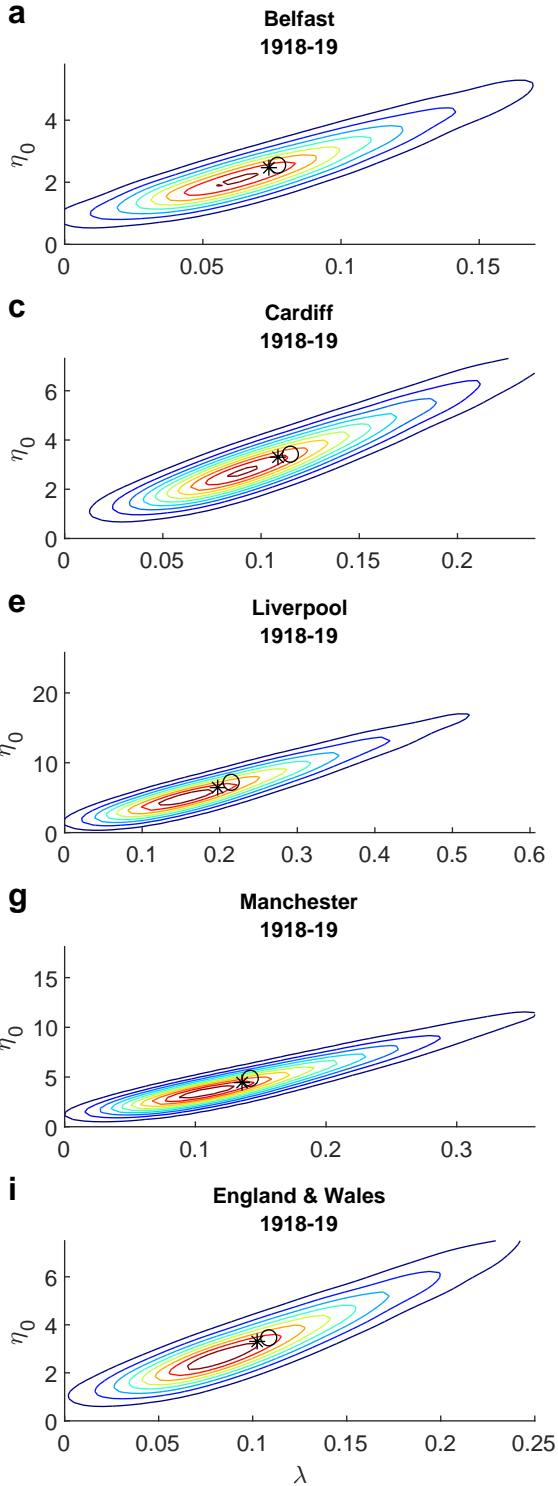 a
Belfast
1918-19
4
2
0
η0
0 0.05 0.1 0.15
c
Cardiff
1918-19
6
4
2
0
η0
0 0.05 0.1 0.15 0.2
e
Liverpool
1918-19
20
10
0
η0
0 0.1 0.2 0.3 0.4 0.5 0.6
g
Manchester
1918-19
15
10
5
0
η0
0 0.1 0.2 0.3
i
England & Wales
1918-19
6
4
2
0
η0
0 0.05 0.1 0.15 0.2 0.25
λ